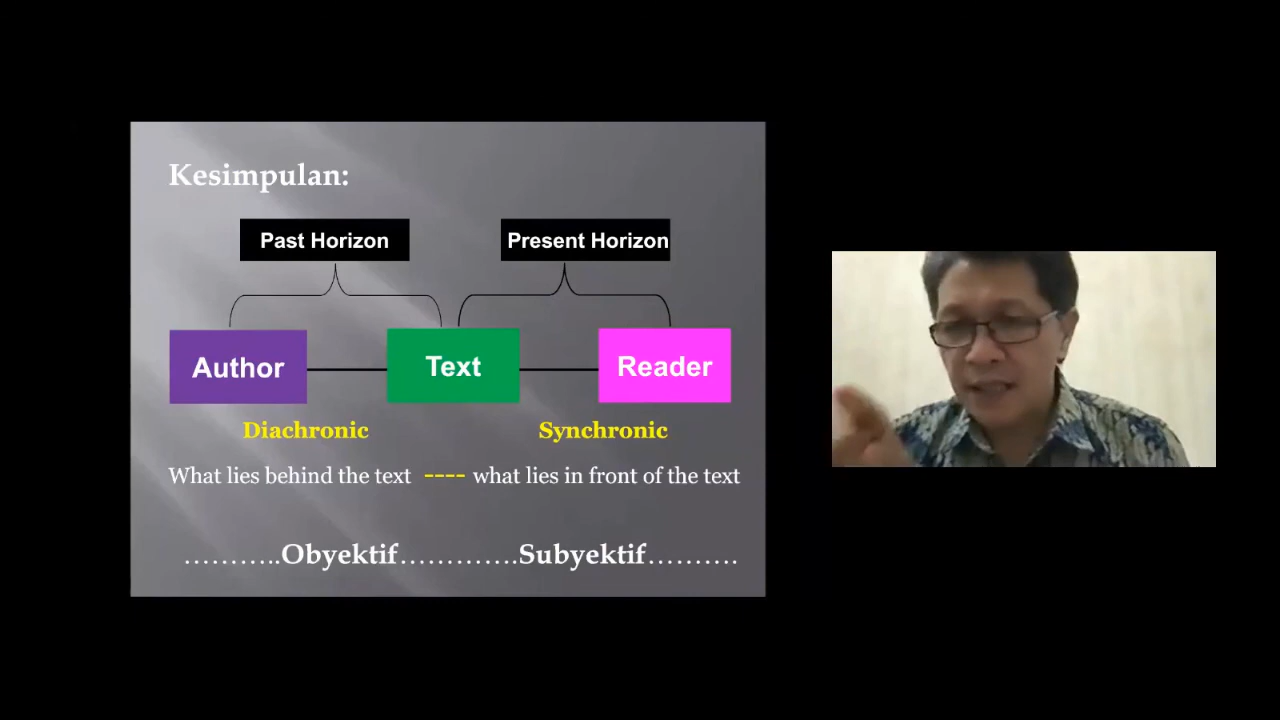 Kesimpulan:
Past Horizon Present Horizon
Author Text Reader
Diachronic Synchronic
What lies behind the text ---- what lies in front of the text
………..Obyektif………….Subyektif……….